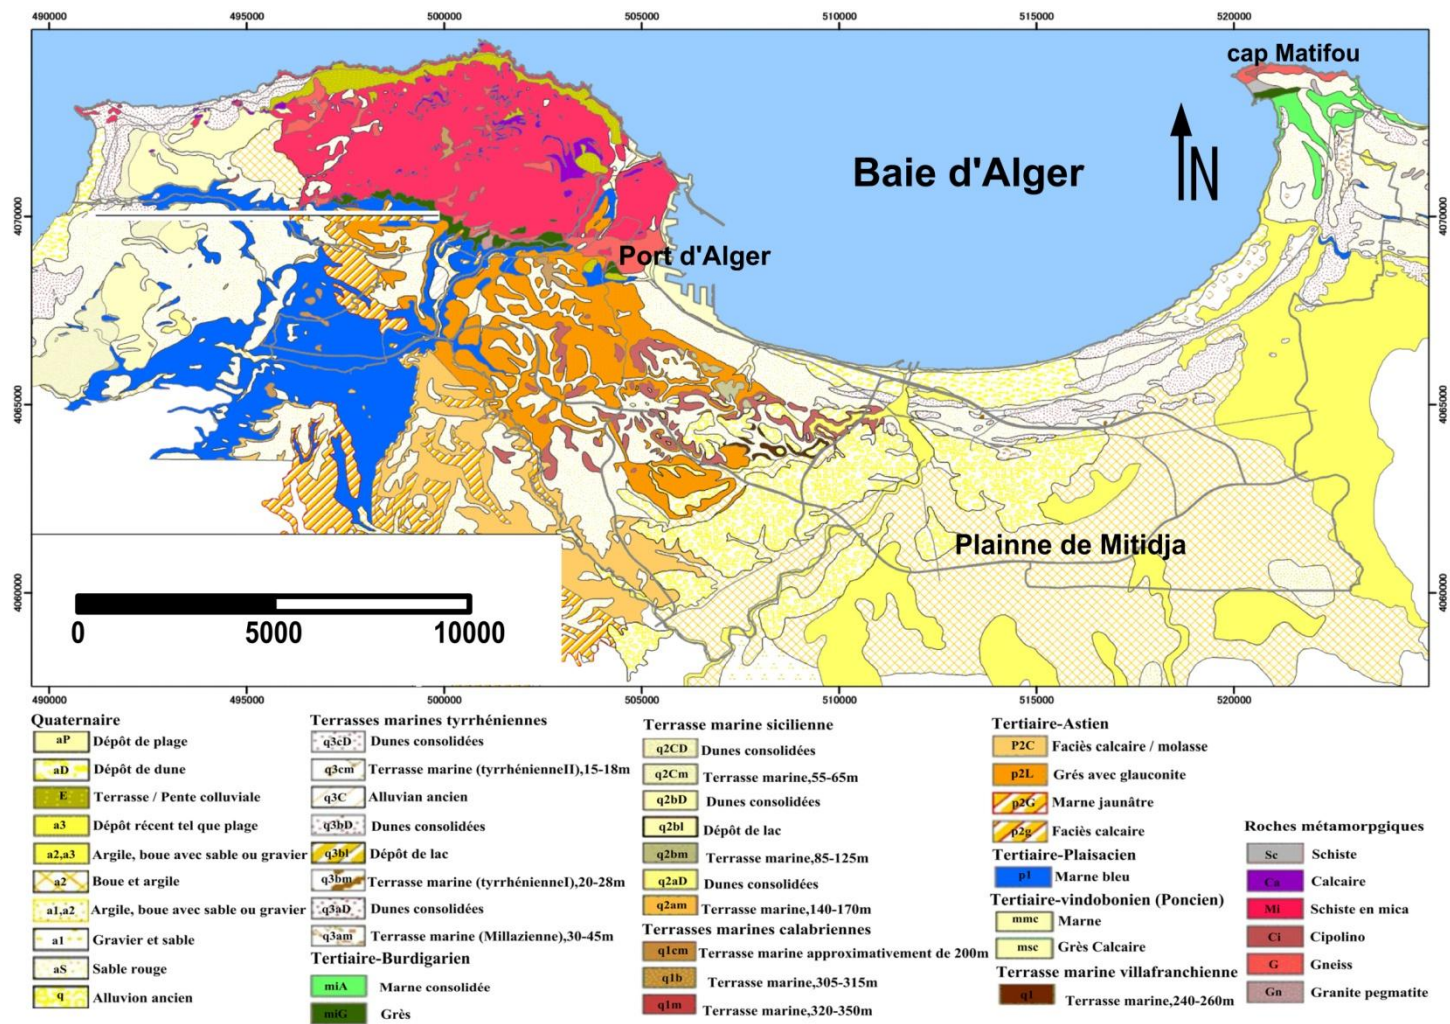 490000 495000 500000 505000 510000 515000 520000
cap Matifou
Baie d'Alger
N
4070000 4070000
Port d'Alger
4065000 4065000
Plainne de Mitidja
4060000 4060000
0 5000 10000
490000 495000 500000 505000 510000 515000 520000
Quaternaire
aP Dépôt de plage
aD Dépôt de dune
E Terrasse / Pente colluviale
a3 Dépôt récent tel que plage
a2,a3 Argile, boue avec sable ou gravier
a2 Boue et argile
a1,a2 Argile, boue avec sable ou gravier
a1 Gravier et sable
aS Sable rouge
q Alluvion ancien
Terrasses marines tyrrhéniennes
q3cD Dunes consolidées
q3cm Terrasse marine (tyrrhénienneII),15-18m
q3C Alluvian ancien
q3bD Dunes consolidées
q3bl Dépôt de lac
q3bm Terrasse marine (tyrrhénienneI),20-28m
q3aD Dunes consolidées
q3am Terrasse marine (Millazienne),30-45m
Tertiaire-Burdigarien
miA Marne consolidée
miG Grès
Terrasse marine sicilienne
q2CD Dunes consolidées
q2Cm Terrasse marine,55-65m
q2bD Dunes consolidées
q2bl Dépôt de lac
q2bm Terrasse marine,85-125m
q2aD Dunes consolidées
q2am Terrasse marine,140-170m
Terrasses marines calabriennes
q1cm Terrasse marine approximativement de 200m
q1b Terrasse marine,305-315m
q1m Terrasse marine,320-350m
Tertiaire-Astien
P2C Faciès calcaire / molasse
p2L Grés avec glauconite
p2G Marne jaunâtre
p2g Faciès calcaire
Tertiaire-Plaisacien
p1 Marne bleu
Tertiaire-vindobonien (Poncien)
mmc Marne
msc Grès Calcaire
Terrasse marine villafranchienne
q1 Terrasse marine,240-260m
Roches métamorpgiques
Sc Schiste
Ca Calcaire
Mi Schiste en mica
Ci Cipolino
G Gneiss
Gn Granite pegmatite